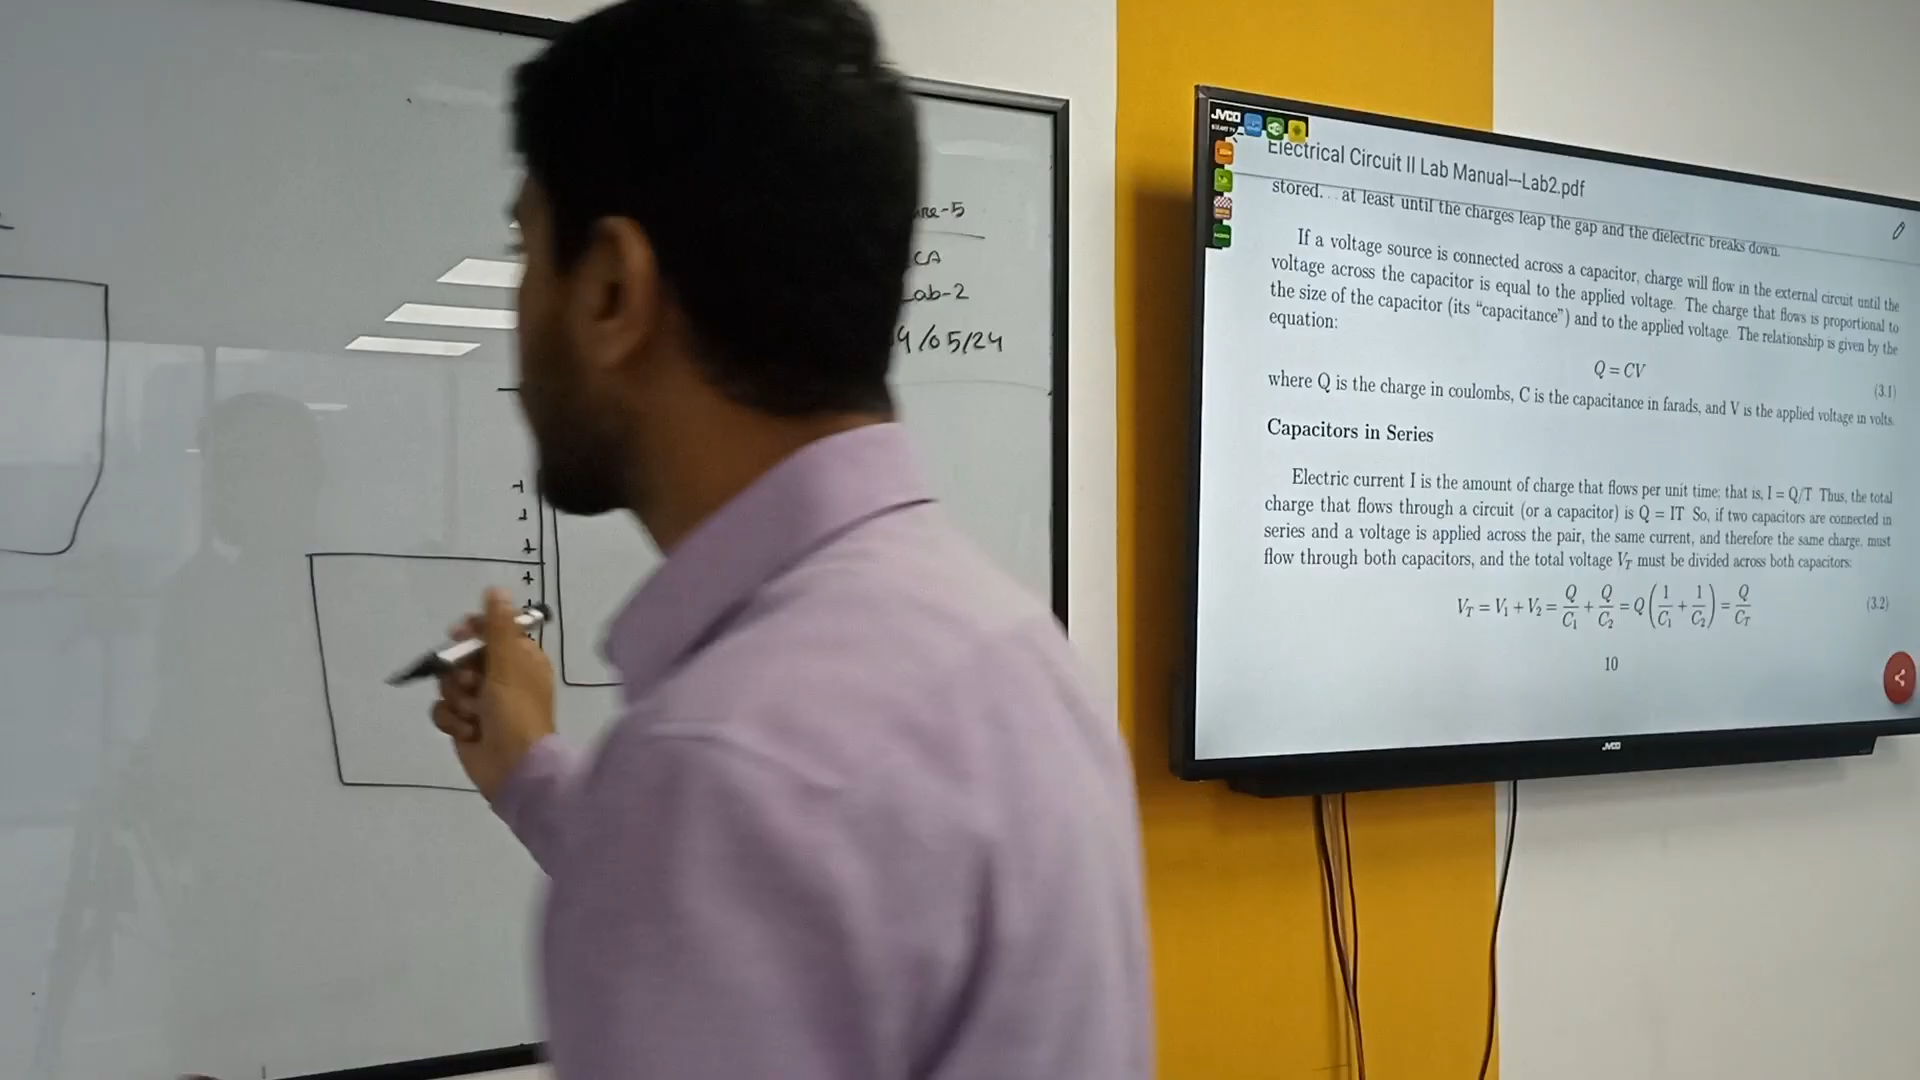 CA
Lab-2
/05/24
JVCO
Electrical Circuit II Lab Manual—Lab2.pdf
stored. . . at least until the charges leap the gap and the dielectric breaks down.
If a voltage source is connected across a capacitor, charge will flow in the external circuit until the
voltage across the capacitor is equal to the applied voltage. The charge that flows is proportional to
the size of the capacitor (its “capacitance”) and to the applied voltage. The relationship is given by the
equation:
Q = CV (3.1)
where Q is the charge in coulombs, C is the capacitance in farads, and V is the applied voltage in volts.
Capacitors in Series
Electric current I is the amount of charge that flows per unit time; that is, I = Q/T Thus, the total
charge that flows through a circuit (or a capacitor) is Q = IT So, if two capacitors are connected in
series and a voltage is applied across the pair, the same current, and therefore the same charge, must
flow through both capacitors, and the total voltage V_T must be divided across both capacitors:
V_T = V_1 + V_2 = Q/C_1 + Q/C_2 = Q(1/C_1 + 1/C_2) = Q/C_T (3.2)
10
JVCO